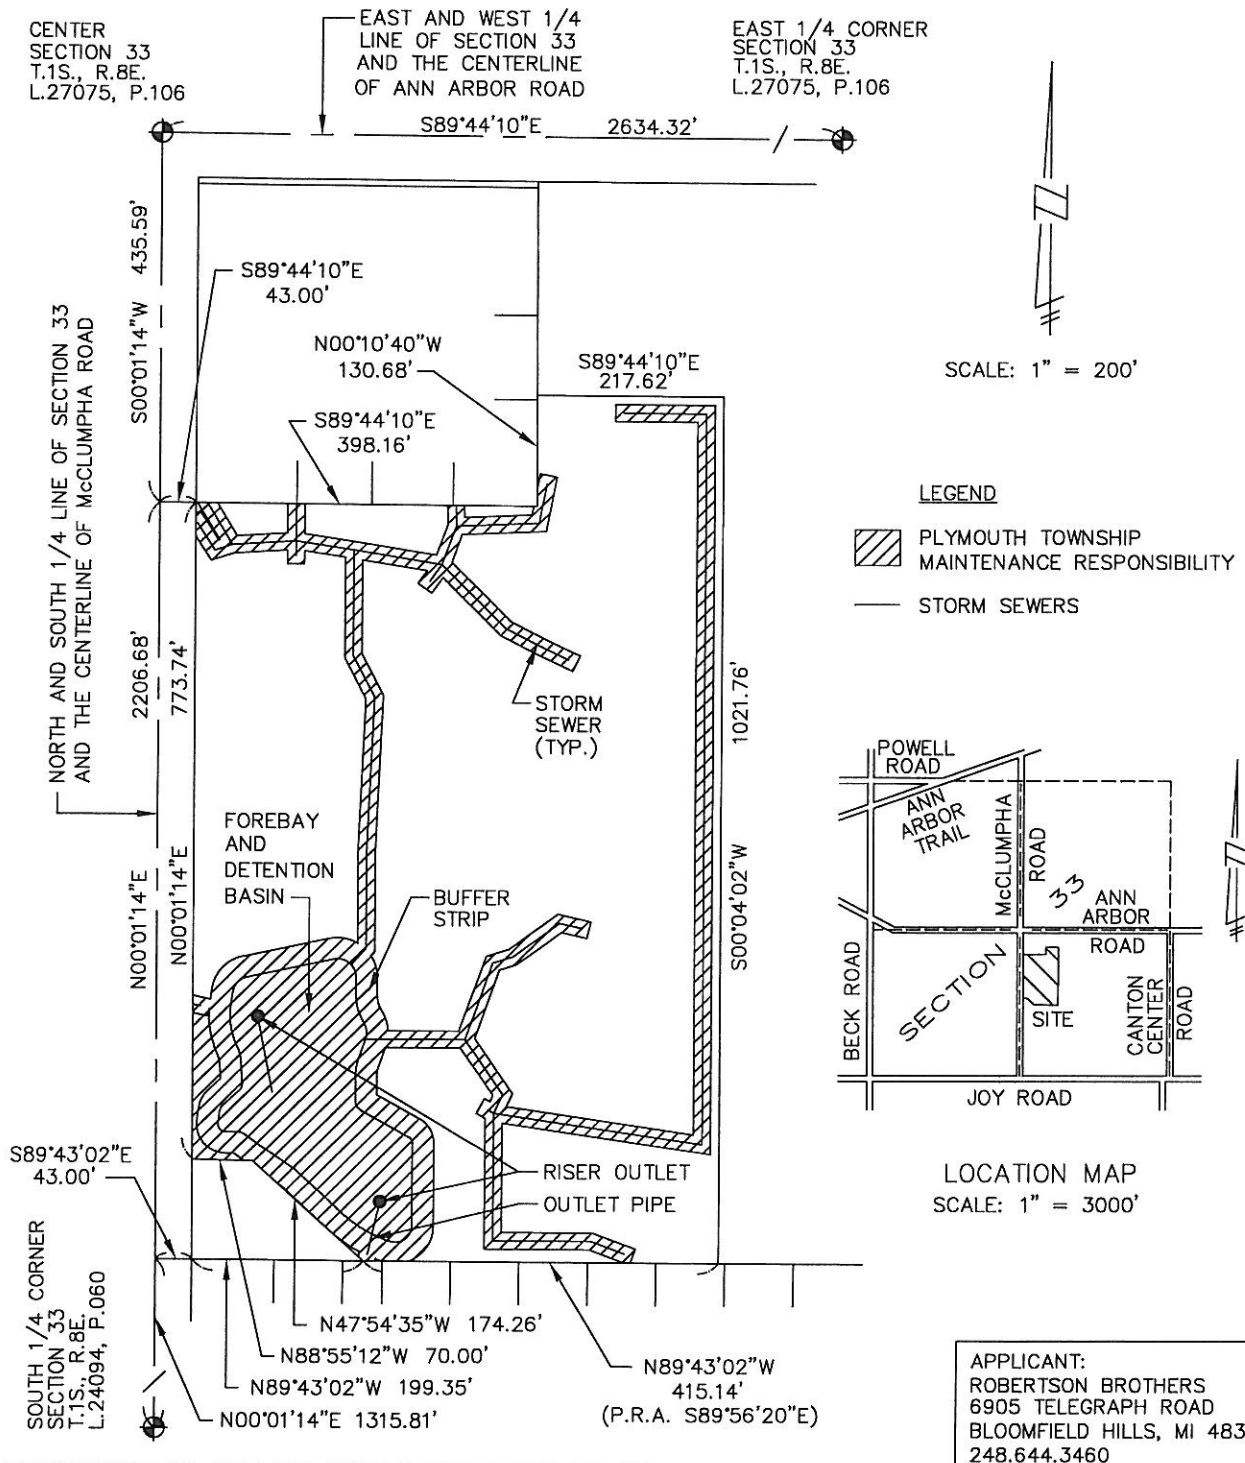 CENTER
SECTION 33
T.1S., R.8E.
L.27075, P.106
EAST AND WEST 1/4
LINE OF SECTION 33
AND THE CENTERLINE
OF ANN ARBOR ROAD
EAST 1/4 CORNER
SECTION 33
T.1S., R.8E.
L.27075, P.106
S89°44'10"E 2634.32'
S00°01'14"W 435.59'
S89°44'10"E
43.00'
N00°10'40"W
130.68'
S89°44'10"E
217.62'
S89°44'10"E
398.16'
SCALE: 1" = 200'
LEGEND
PLYMOUTH TOWNSHIP
MAINTENANCE RESPONSIBILITY
STORM SEWERS
NORTH AND SOUTH 1/4 LINE OF SECTION 33
AND THE CENTERLINE OF McCLUMPHA ROAD
N00°01'14"E 2206.68'
N00°01'14"E 773.74'
STORM
SEWER
(TYP.)
S00°04'02"W 1021.76'
FOREBAY
AND
DETENTION
BASIN
BUFFER
STRIP
POWELL
ROAD
ANN
ARBOR
TRAIL
McCLUMPHA
ROAD
33
ANN
ARBOR
ROAD
BECK ROAD
SECTION
SITE
CANTON
CENTER
ROAD
JOY ROAD
LOCATION MAP
SCALE: 1" = 3000'
RISER OUTLET
OUTLET PIPE
S89°43'02"E
43.00'
SOUTH 1/4 CORNER
SECTION 33
T.1S., R.8E.
L.24094, P.060
N47°54'35"W 174.26'
N88°55'12"W 70.00'
N89°43'02"W 199.35'
N00°01'14"E 1315.81'
N89°43'02"W
415.14'
(P.R.A. S89°56'20"E)
APPLICANT:
ROBERTSON BROTHERS
6905 TELEGRAPH ROAD
BLOOMFIELD HILLS, MI 483
248.644.3460